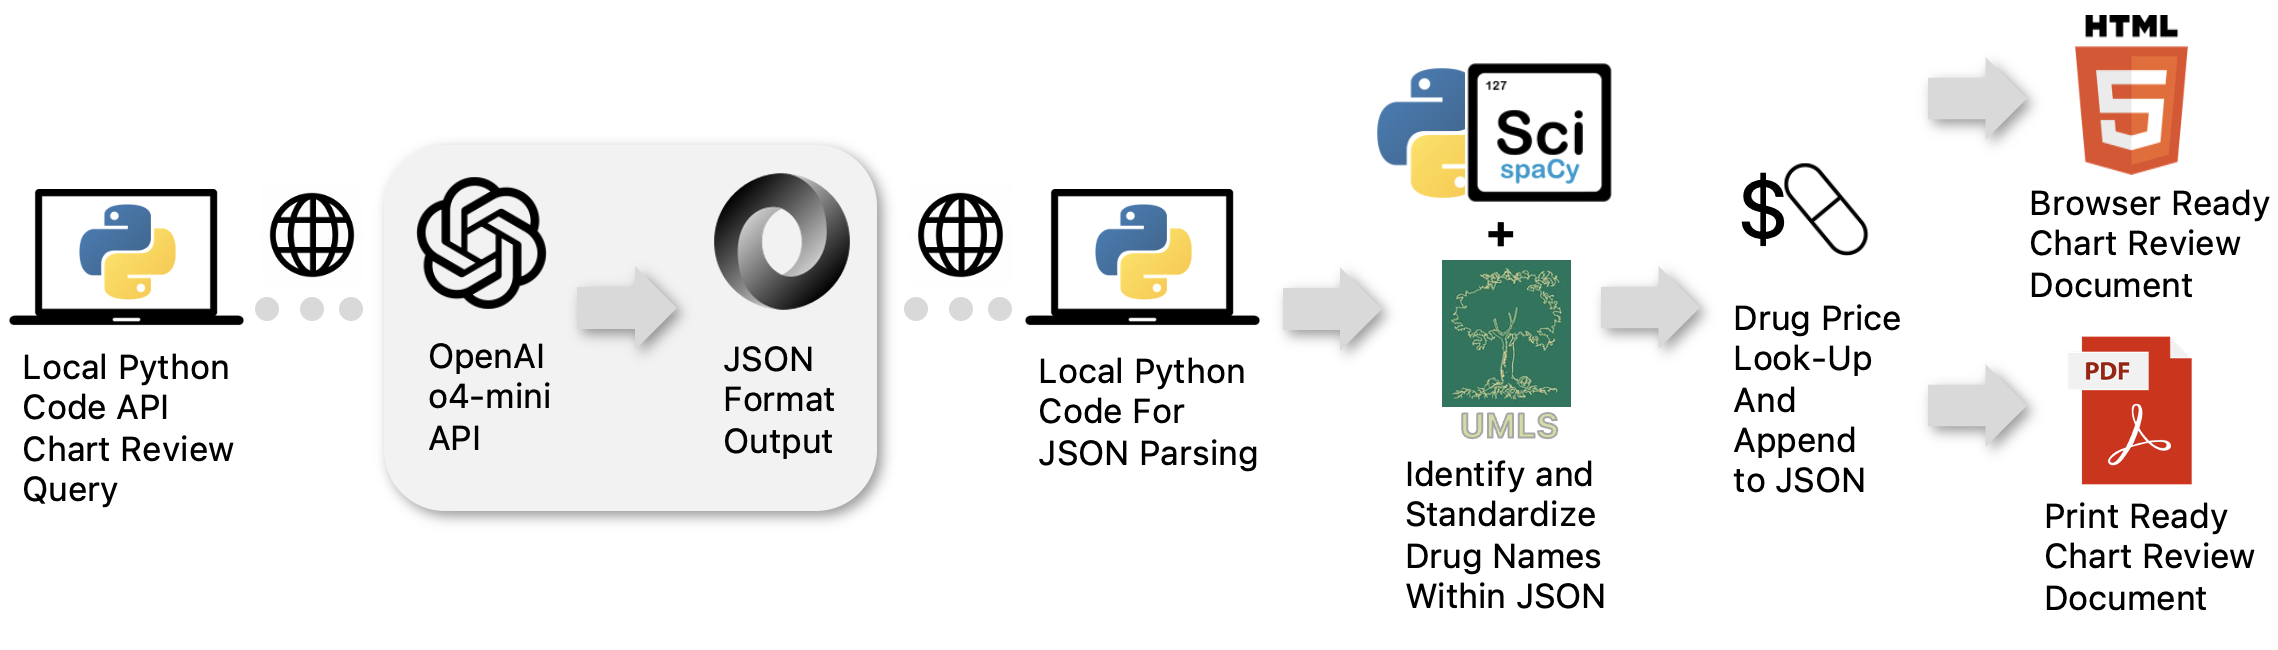 Local Python
Code API
Chart Review
Query
OpenAI
o4-mini
API
JSON
Format
Output
Local Python
Code For
JSON Parsing
127
Sci
spaCy
+
UMLS
Identify and
Standardize
Drug Names
Within JSON
$
Drug Price
Look-Up
And
Append
to JSON
HTML
5
Browser Ready
Chart Review
Document
PDF
Print Ready
Chart Review
Document